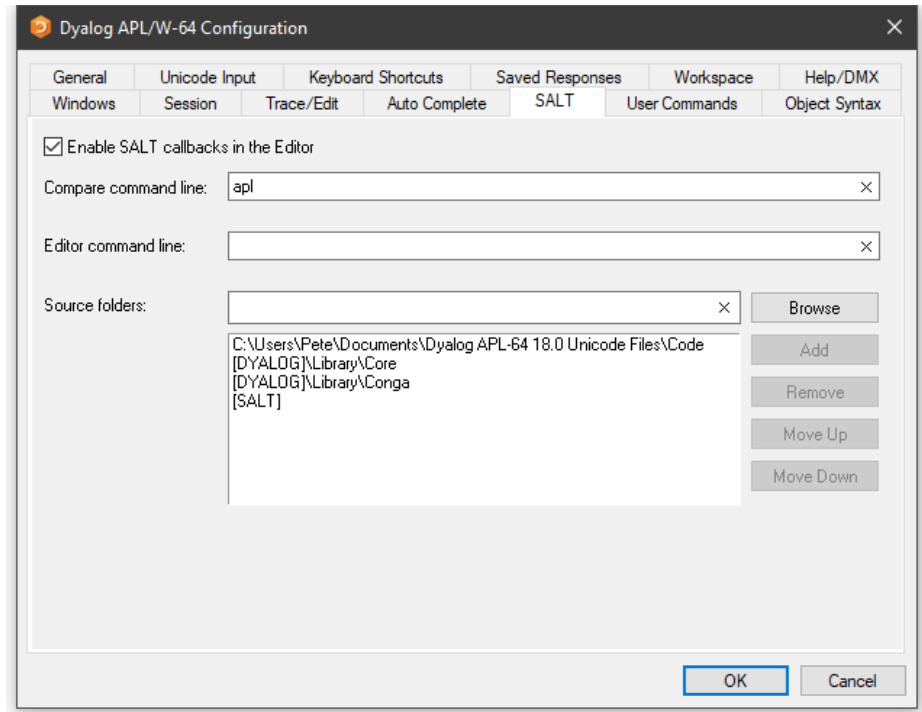 Dyalog APL/W-64 Configuration
General Unicode Input Keyboard Shortcuts Saved Responses Workspace Help/DMX
Windows Session Trace/Edit Auto Complete SALT User Commands Object Syntax
Enable SALT callbacks in the Editor
Compare command line: apl
Editor command line:
Source folders: Browse
C:\Users\Pete\Documents\Dyalog APL-64 18.0 Unicode Files\Code
[DYALOG]\Library\Core
[DYALOG]\Library\Conga
[SALT]
Add
Remove
Move Up
Move Down
OK Cancel